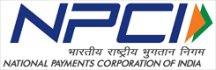 NPCI
भारतीय राष्ट्रीय भुगतान निगम
NATIONAL PAYMENTS CORPORATION OF INDIA